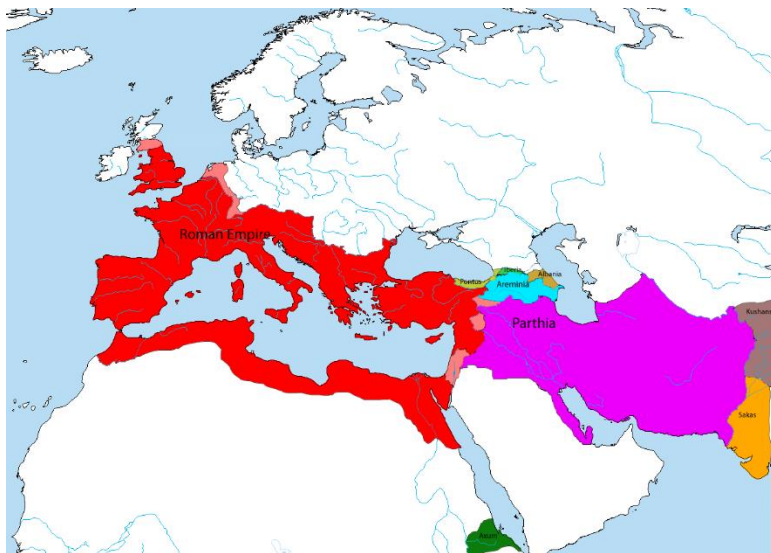 Roman Empire
Pontus
Iberia
Albania
Areminia
Parthia
Kushans
Sakas
Axum